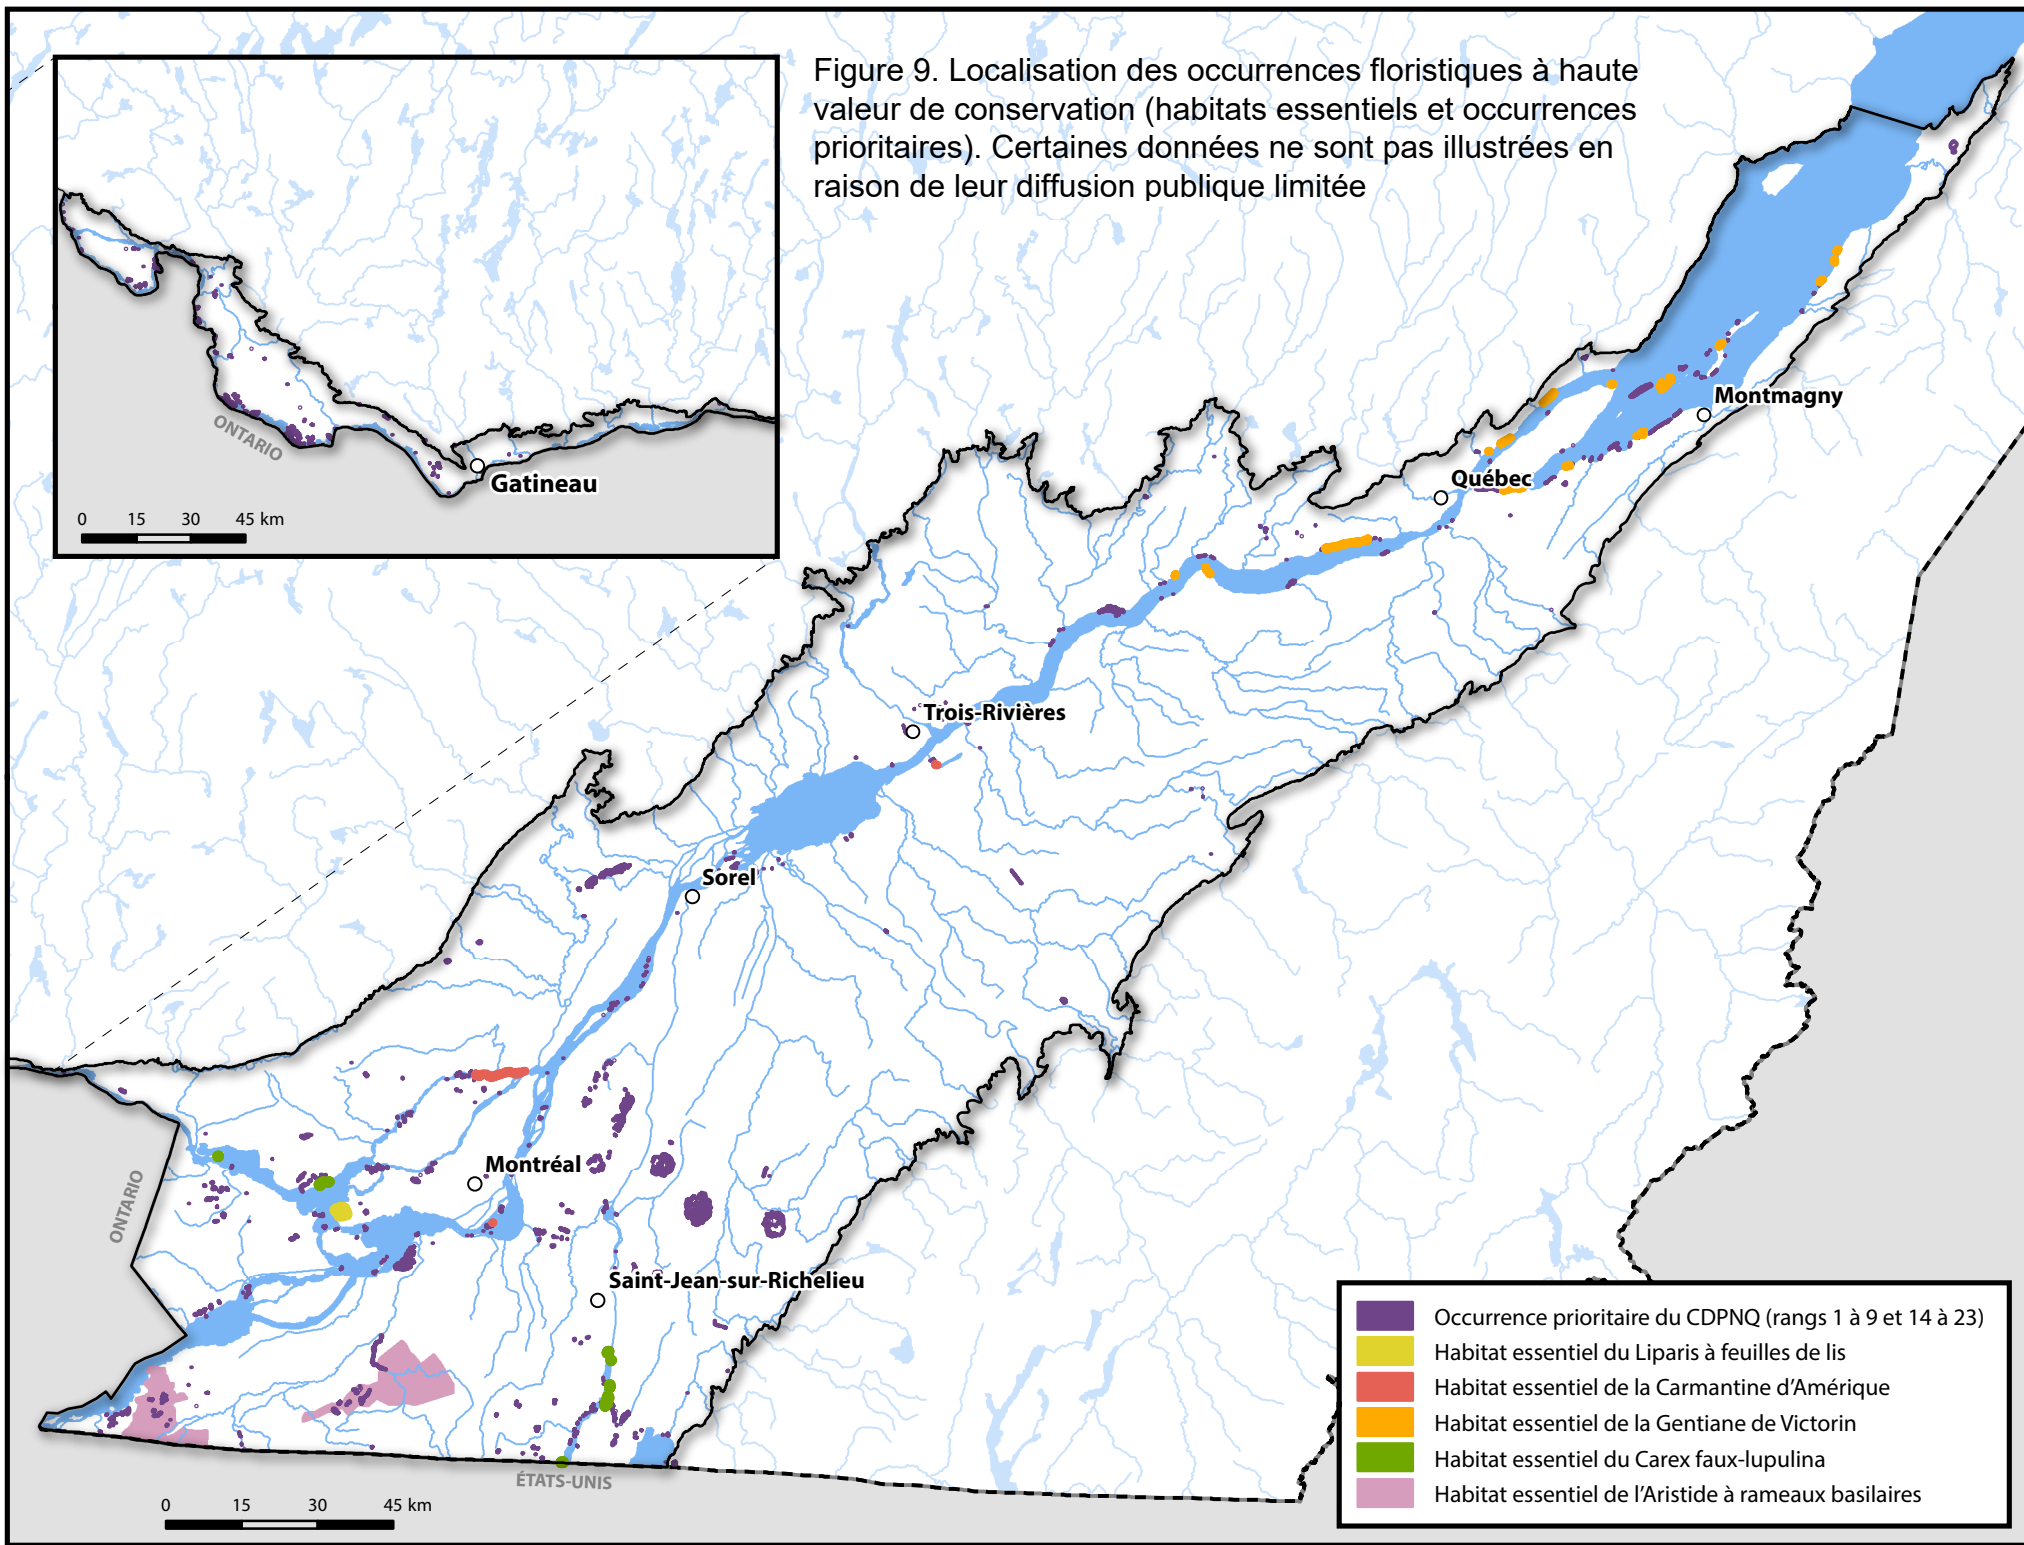 Figure 9. Localisation des occurrences floristiques à haute
valeur de conservation (habitats essentiels et occurrences
prioritaires). Certaines données ne sont pas illustrées en
raison de leur diffusion publique limitée
ONTARIO
Gatineau
0 15 30 45 km
Montmagny
Québec
Trois-Rivières
Sorel
Montréal
ONTARIO
Saint-Jean-sur-Richelieu
ÉTATS-UNIS
0 15 30 45 km
Occurrence prioritaire du CDPNQ (rangs 1 à 9 et 14 à 23)
Habitat essentiel du Liparis à feuilles de lis
Habitat essentiel de la Carmantine d'Amérique
Habitat essentiel de la Gentiane de Victorin
Habitat essentiel du Carex faux-lupulina
Habitat essentiel de l'Aristide à rameaux basilaires